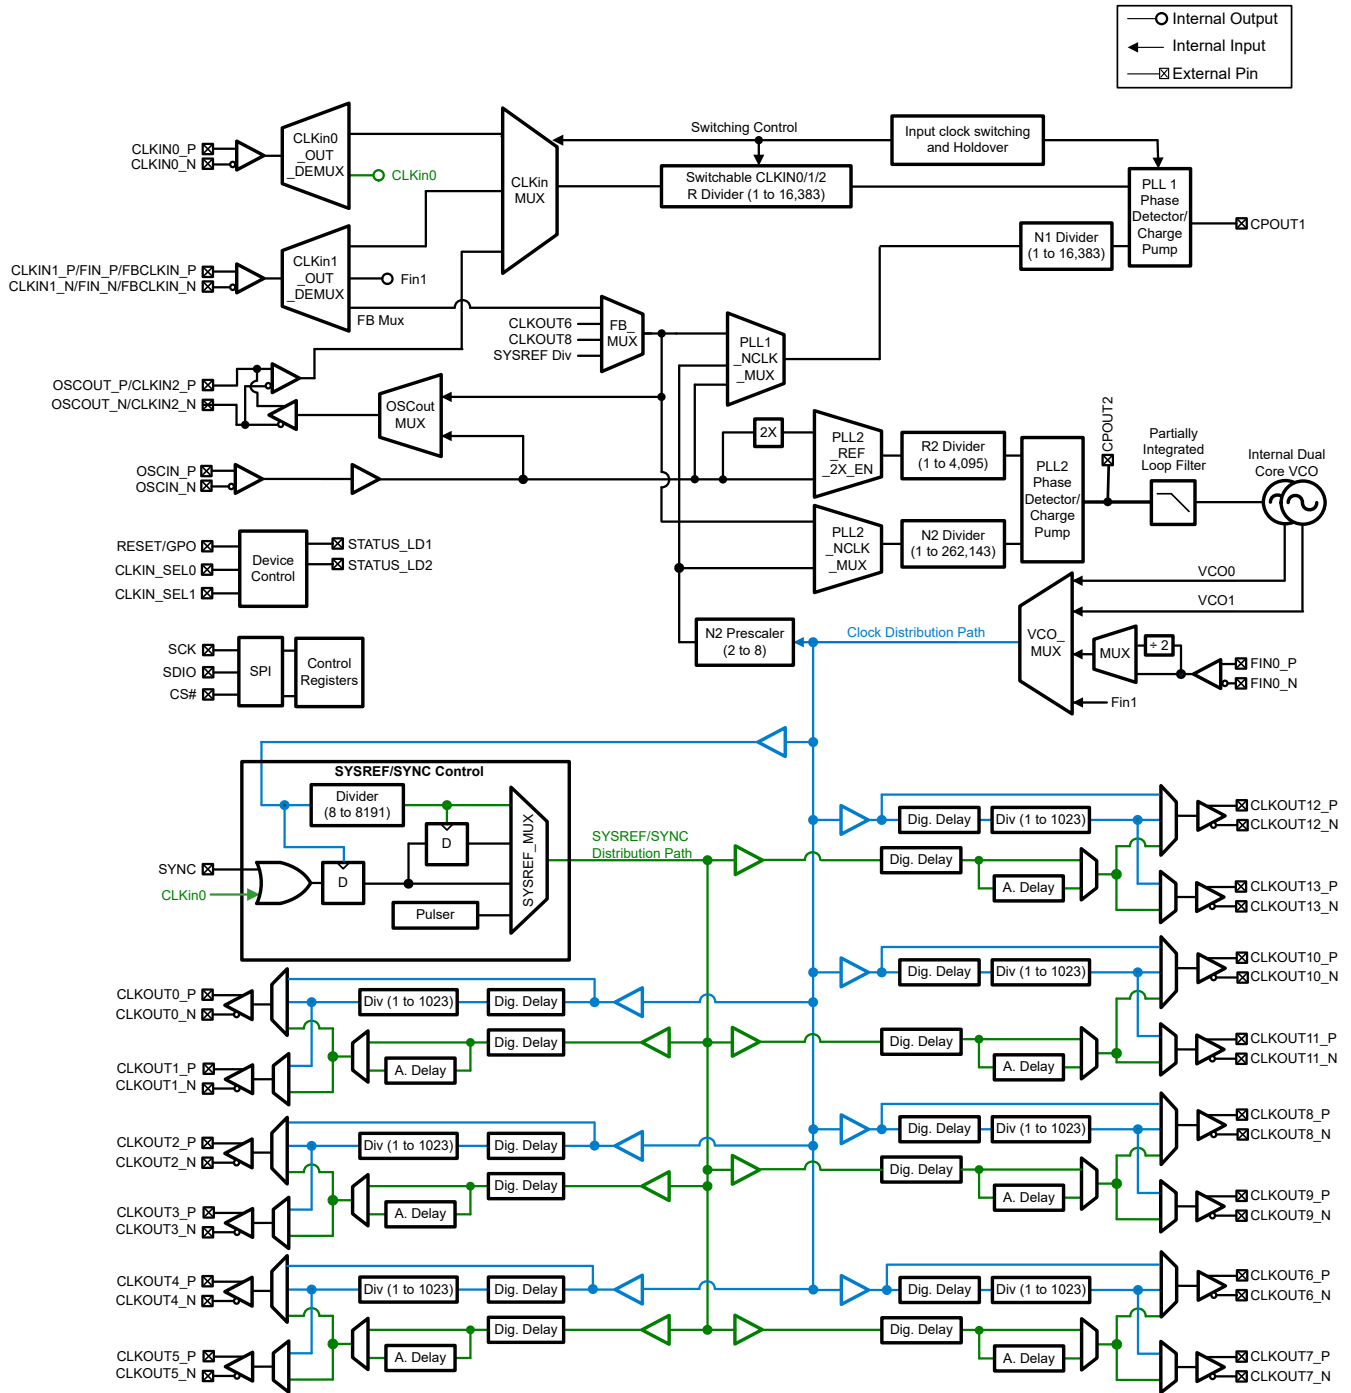 Internal Output
Internal Input
External Pin
CLKIN0_P
CLKIN0_N
CLKin0
_OUT
_DEMUX
CLKin0
CLKin
MUX
Switching Control
Input clock switching
and Holdover
Switchable CLKIN0/1/2
R Divider (1 to 16,383)
PLL 1
Phase
Detector/
Charge
Pump
CPOUT1
N1 Divider
(1 to 16,383)
CLKIN1_P/FIN_P/FBCLKIN_P
CLKIN1_N/FIN_N/FBCLKIN_N
CLKin1
_OUT
_DEMUX
Fin1
FB Mux
CLKOUT6
CLKOUT8
SYSREF Div
FB_
MUX
PLL1
_NCLK
_MUX
OSCOUT_P/CLKIN2_P
OSCOUT_N/CLKIN2_N
OSCout
MUX
OSCIN_P
OSCIN_N
2X
PLL2
_REF
_2X_EN
R2 Divider
(1 to 4,095)
PLL2
Phase
Detector/
Charge
Pump
CPOUT2
Partially
Integrated
Loop Filter
Internal Dual
Core VCO
PLL2
_NCLK
_MUX
N2 Divider
(1 to 262,143)
RESET/GPO
CLKIN_SEL0
CLKIN_SEL1
Device
Control
STATUS_LD1
STATUS_LD2
VCO0
VCO1
SCK
SDIO
CS#
SPI
Control
Registers
N2 Prescaler
(2 to 8)
Clock Distribution Path
VCO_
MUX
MUX
÷ 2
FIN0_P
FIN0_N
Fin1
SYSREF/SYNC Control
Divider
(8 to 8191)
D
SYNC
CLKin0
D
Pulser
SYSREF_MUX
SYSREF/SYNC
Distribution Path
Dig. Delay
Div (1 to 1023)
CLKOUT12_P
CLKOUT12_N
Dig. Delay
A. Delay
CLKOUT13_P
CLKOUT13_N
Dig. Delay
Div (1 to 1023)
CLKOUT10_P
CLKOUT10_N
Dig. Delay
A. Delay
CLKOUT11_P
CLKOUT11_N
CLKOUT0_P
CLKOUT0_N
Div (1 to 1023)
Dig. Delay
CLKOUT1_P
CLKOUT1_N
Dig. Delay
A. Delay
Dig. Delay
Div (1 to 1023)
CLKOUT8_P
CLKOUT8_N
Dig. Delay
A. Delay
CLKOUT9_P
CLKOUT9_N
CLKOUT2_P
CLKOUT2_N
Div (1 to 1023)
Dig. Delay
CLKOUT3_P
CLKOUT3_N
Dig. Delay
A. Delay
CLKOUT4_P
CLKOUT4_N
Div (1 to 1023)
Dig. Delay
CLKOUT5_P
CLKOUT5_N
Dig. Delay
A. Delay
Dig. Delay
Div (1 to 1023)
CLKOUT6_P
CLKOUT6_N
Dig. Delay
A. Delay
CLKOUT7_P
CLKOUT7_N